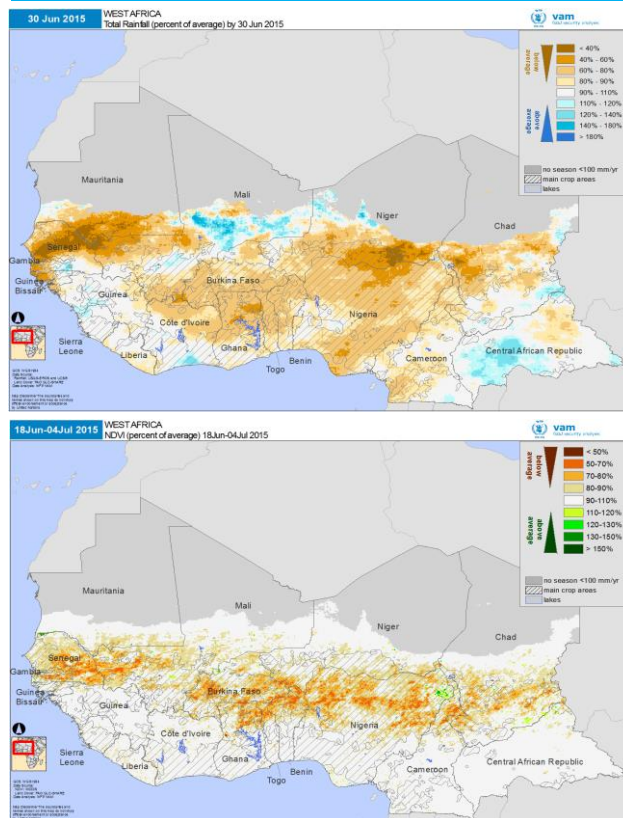 30 Jun 2015
WEST AFRICA
Total Rainfall (percent of average) by 30 Jun 2015
vam
food security analysis
below average
above average
< 40%
40% - 60%
60% - 80%
80% - 90%
90% - 110%
110% - 120%
120% - 140%
140% - 180%
> 180%
no season <100 mm/yr
main crop areas
lakes
Mauritania
Mali
Niger
Chad
Senegal
Gambia
Guinea
Bissau
Guinea
Burkina Faso
Nigeria
Sierra
Leone
Côte d'Ivoire
Liberia
Ghana
Togo
Benin
Cameroon
Central African Republic
18Jun-04Jul 2015
WEST AFRICA
NDVI (percent of average) 18Jun-04Jul 2015
vam
food security analysis
below average
above average
< 50%
50-70%
70-80%
80-90%
90-110%
110-120%
120-130%
130-150%
> 150%
no season <100 mm/yr
main crop areas
lakes
Mauritania
Mali
Niger
Chad
Senegal
Gambia
Guinea
Bissau
Guinea
Burkina Faso
Nigeria
Sierra
Leone
Côte d'Ivoire
Liberia
Ghana
Togo
Benin
Cameroon
Central African Republic